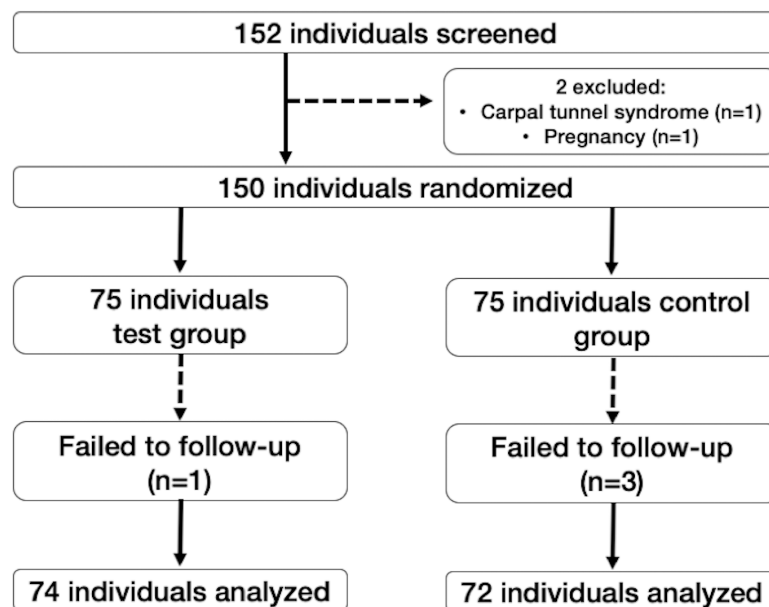 152 individuals screened
2 excluded:
• Carpal tunnel syndrome (n=1)
• Pregnancy (n=1)
150 individuals randomized
75 individuals
test group
75 individuals control
group
Failed to follow-up
(n=1)
Failed to follow-up
(n=3)
74 individuals analyzed
72 individuals analyzed